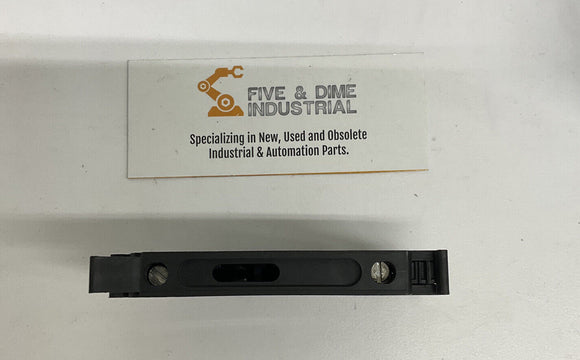 FIVE & DIME
INDUSTRIAL
Specializing in New, Used and Obsolete
Industrial & Automation Parts.